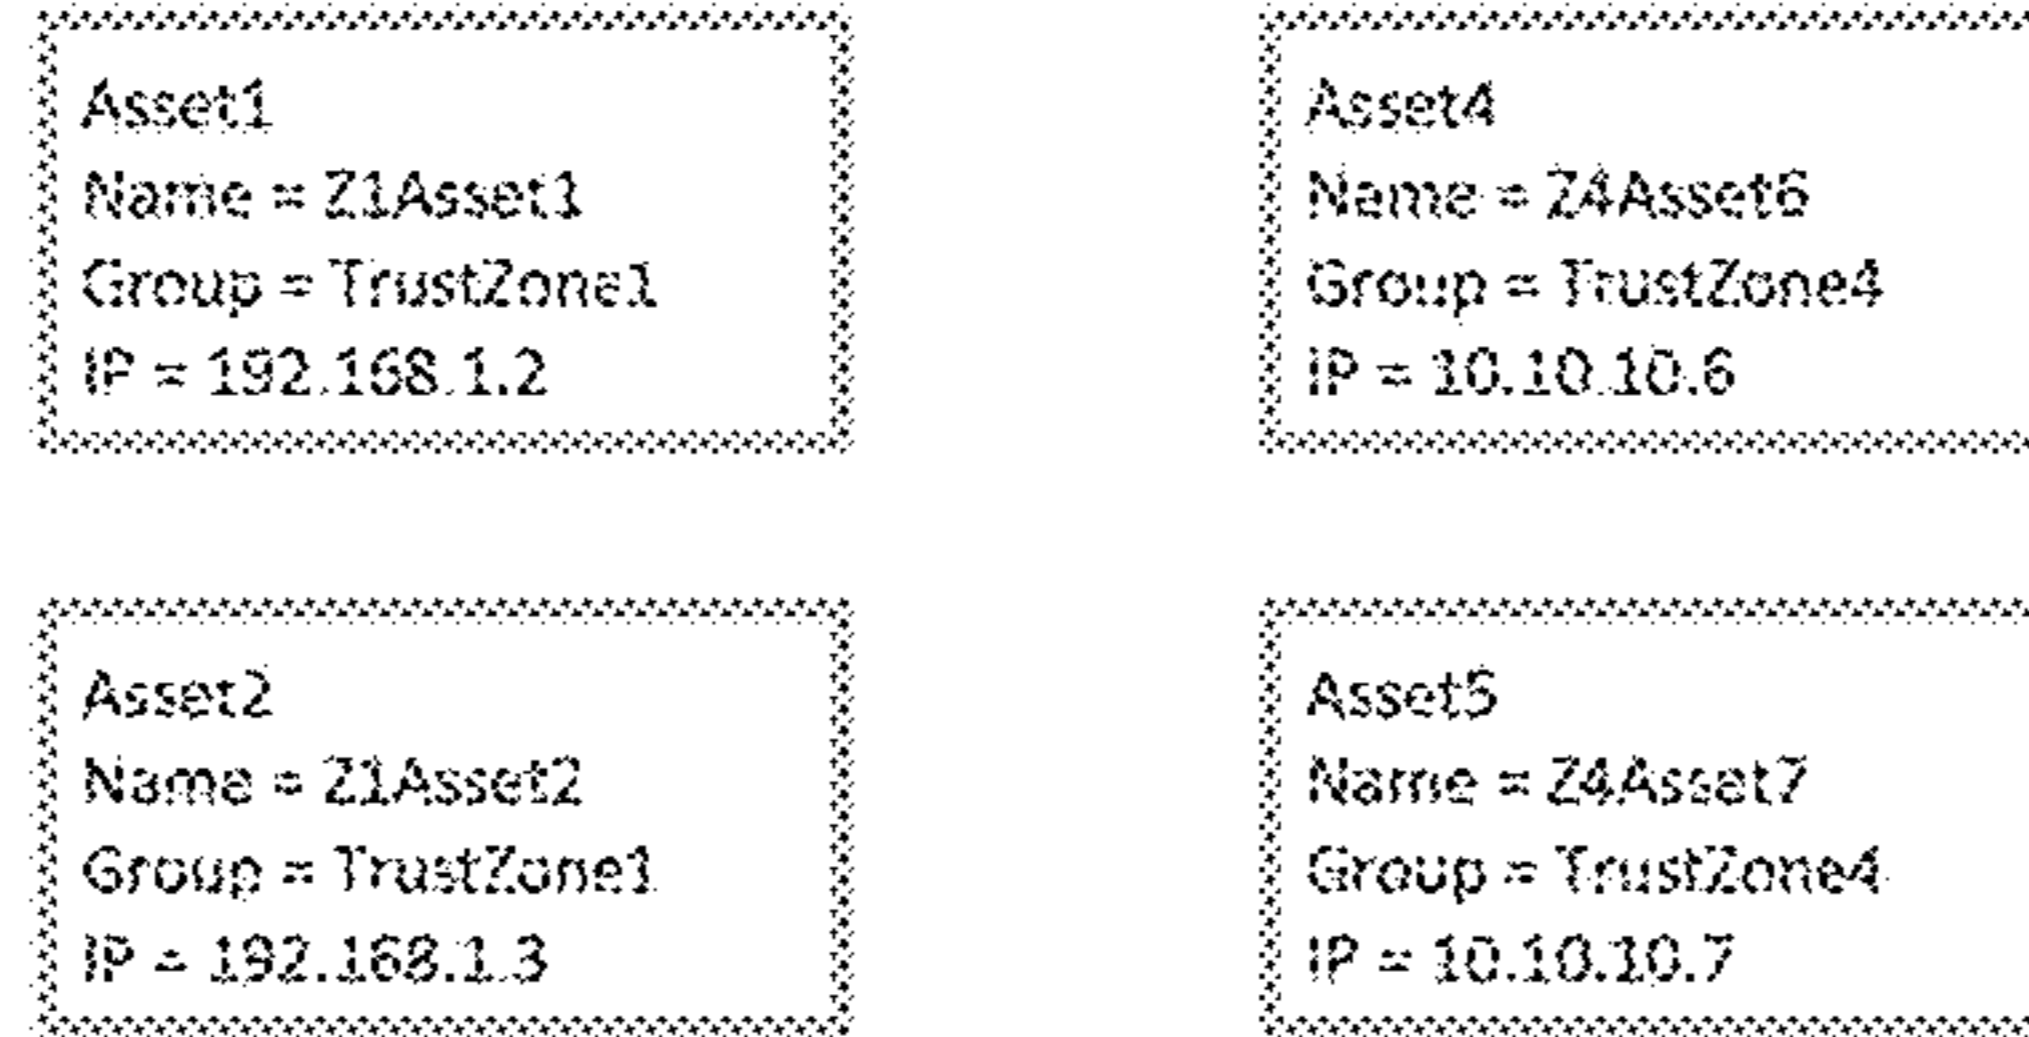 Asset1
Name = Z1Asset1
Group = TrustZone1
IP = 192.168.1.2
Asset4
Name = Z4Asset6
Group = TrustZone4
IP = 10.10.10.6
Asset2
Name = Z1Asset2
Group = TrustZone1
IP = 192.168.1.3
Asset5
Name = Z4Asset7
Group = TrustZone4
IP = 10.10.10.7